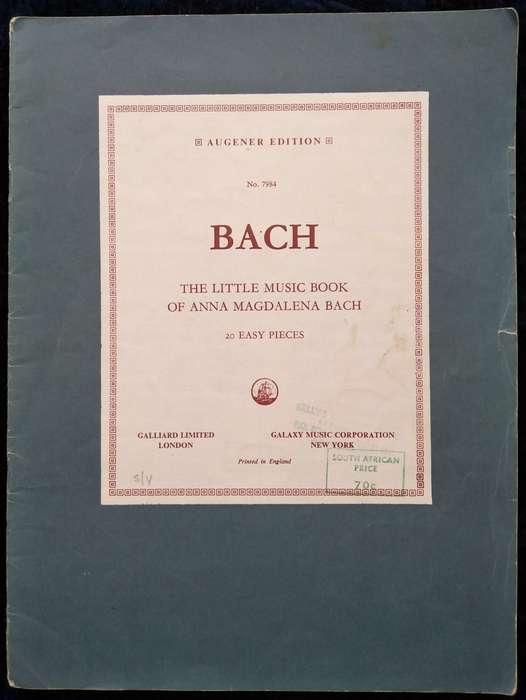 AUGENER EDITION
No. 7984
BACH
THE LITTLE MUSIC BOOK
OF ANNA MAGDALENA BACH
20 EASY PIECES
GALLIARD LIMITED
LONDON
GALAXY MUSIC CORPORATION
NEW YORK
Printed in England
s/v
SOUTH AFRICAN
PRICE
70c